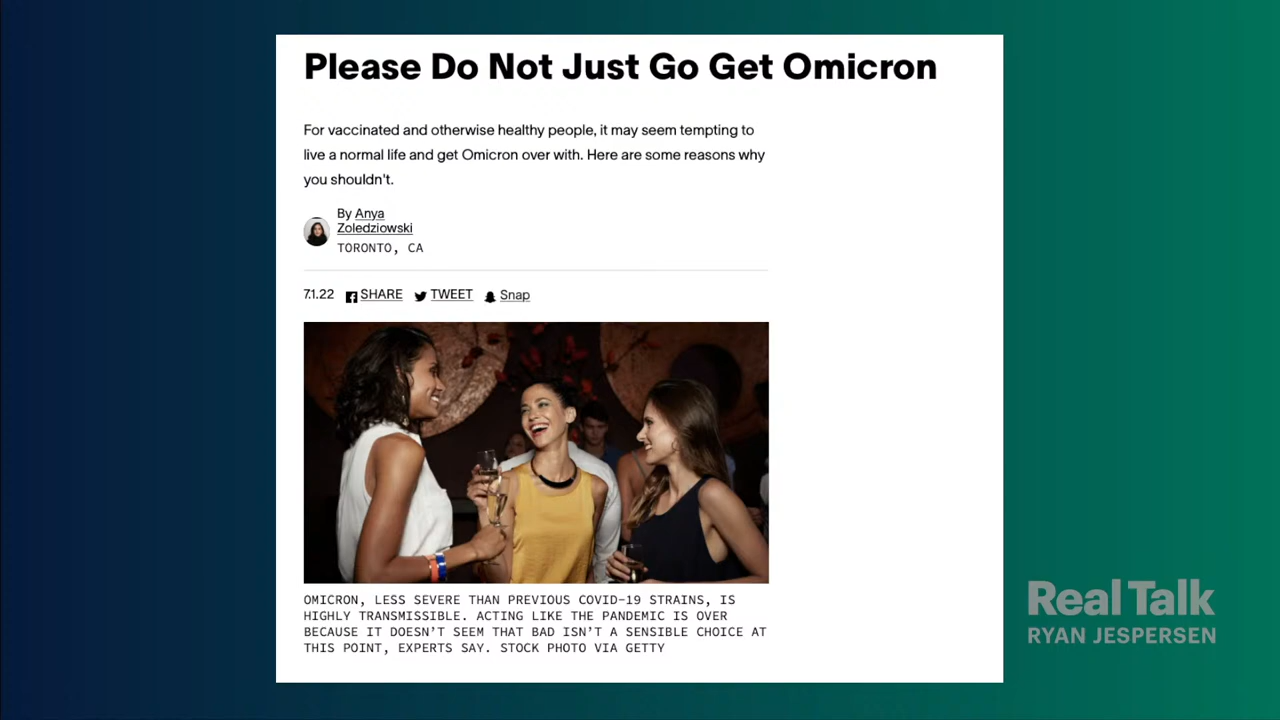 Please Do Not Just Go Get Omicron
For vaccinated and otherwise healthy people, it may seem tempting to
live a normal life and get Omicron over with. Here are some reasons why
you shouldn't.
By Anya
Zoledziowski
TORONTO, CA
7.1.22 SHARE TWEET Snap
OMICRON, LESS SEVERE THAN PREVIOUS COVID-19 STRAINS, IS
HIGHLY TRANSMISSIBLE. ACTING LIKE THE PANDEMIC IS OVER
BECAUSE IT DOESN’T SEEM THAT BAD ISN’T A SENSIBLE CHOICE AT
THIS POINT, EXPERTS SAY. STOCK PHOTO VIA GETTY
Real Talk
RYAN JESPERSEN